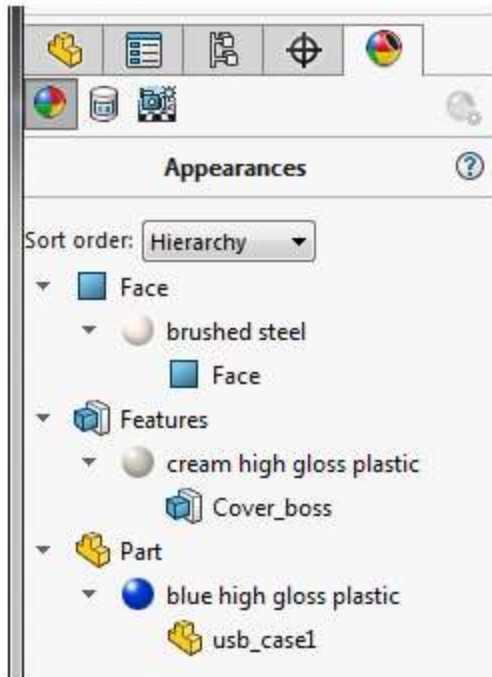 Appearances
Sort order: Hierarchy
Face
brushed steel
Face
Features
cream high gloss plastic
Cover_boss
Part
blue high gloss plastic
usb_case1